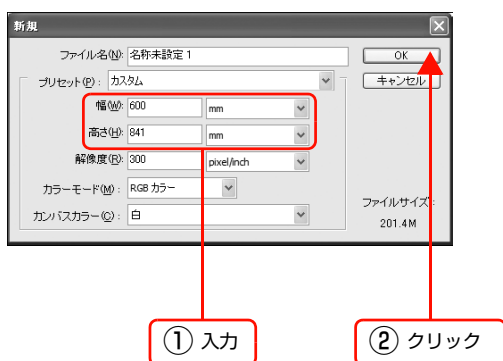 新規
ファイル名(N): 名称未設定 1
OK
プリセット(P): カスタム
キャンセル
幅(W): 600 mm
高さ(H): 841 mm
解像度(R): 300 pixel/inch
カラーモード(M): RGB カラー
カンバスカラー(C): 白
ファイルサイズ:
201.4M
① 入力
② クリック